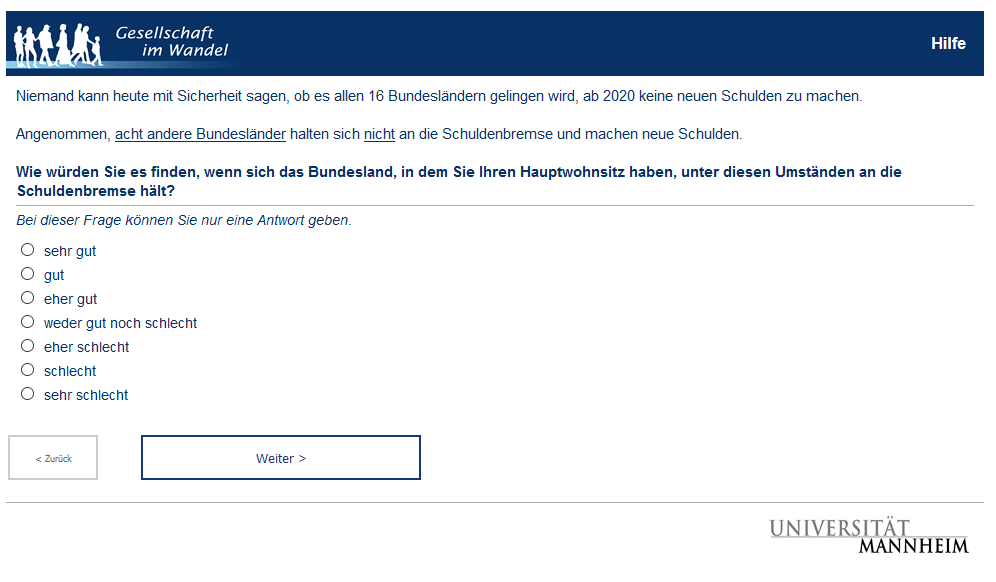 Gesellschaft
im Wandel
Hilfe
Niemand kann heute mit Sicherheit sagen, ob es allen 16 Bundesländern gelingen wird, ab 2020 keine neuen Schulden zu machen.
Angenommen, acht andere Bundesländer halten sich nicht an die Schuldenbremse und machen neue Schulden.
Wie würden Sie es finden, wenn sich das Bundesland, in dem Sie Ihren Hauptwohnsitz haben, unter diesen Umständen an die
Schuldenbremse hält?
Bei dieser Frage können Sie nur eine Antwort geben.
sehr gut
gut
eher gut
weder gut noch schlecht
eher schlecht
schlecht
sehr schlecht
< Zurück
Weiter >
UNIVERSITÄT
MANNHEIM